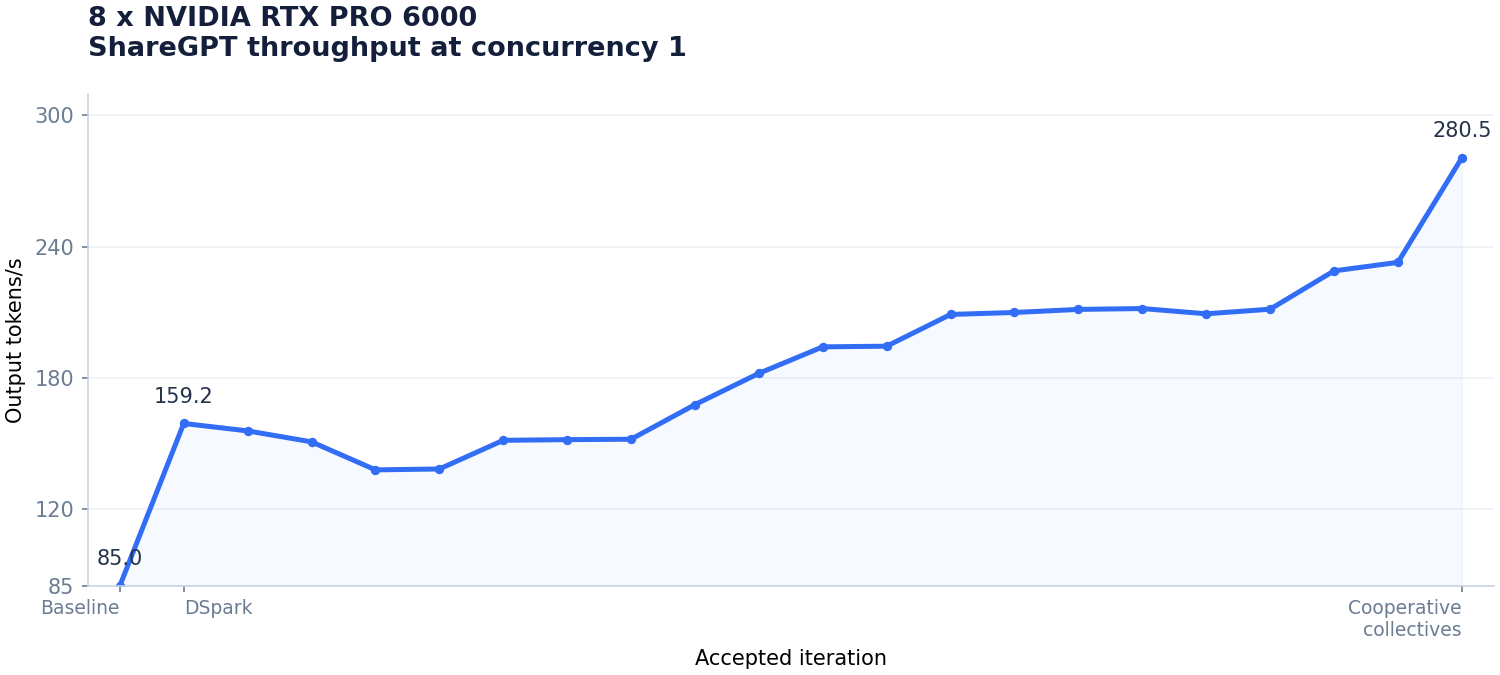 8 x NVIDIA RTX PRO 6000
ShareGPT throughput at concurrency 1
300
280.5
240
Output tokens/s
180
159.2
120
85.0
85
Baseline
DSpark
Cooperative
collectives
Accepted iteration